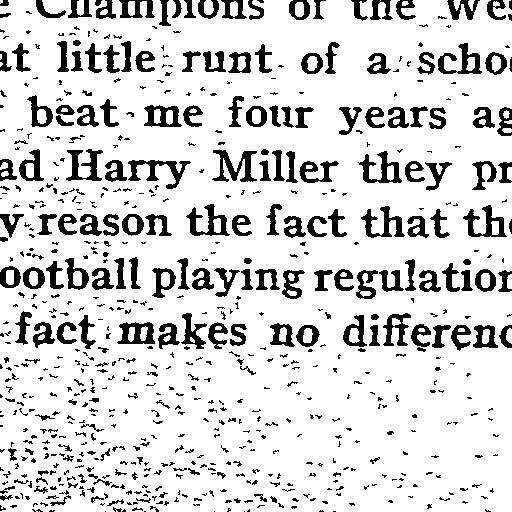 e Champions of the Wes
at little runt of a schoo
f beat me four years ag
ad Harry Miller they pr
y reason the fact that the
ootball playing regulation
fact makes no differenc